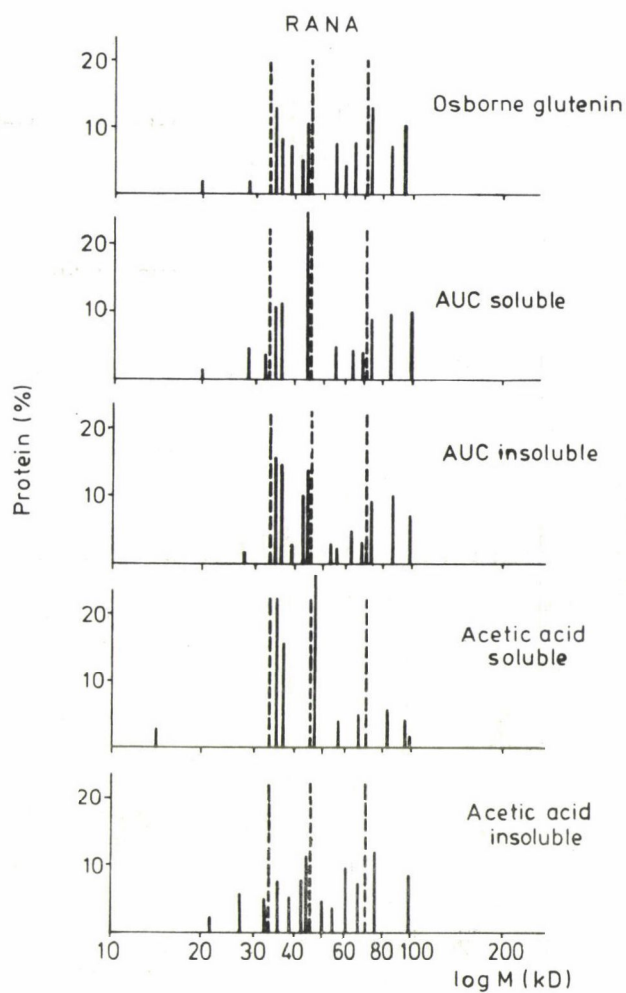 RANA
20
10
Osborne glutenin
20
10
AUC soluble
20
10
AUC insoluble
20
10
Acetic acid
soluble
20
10
Acetic acid
insoluble
Protein (%)
10 20 30 40 60 80 100 200
log M (kD)